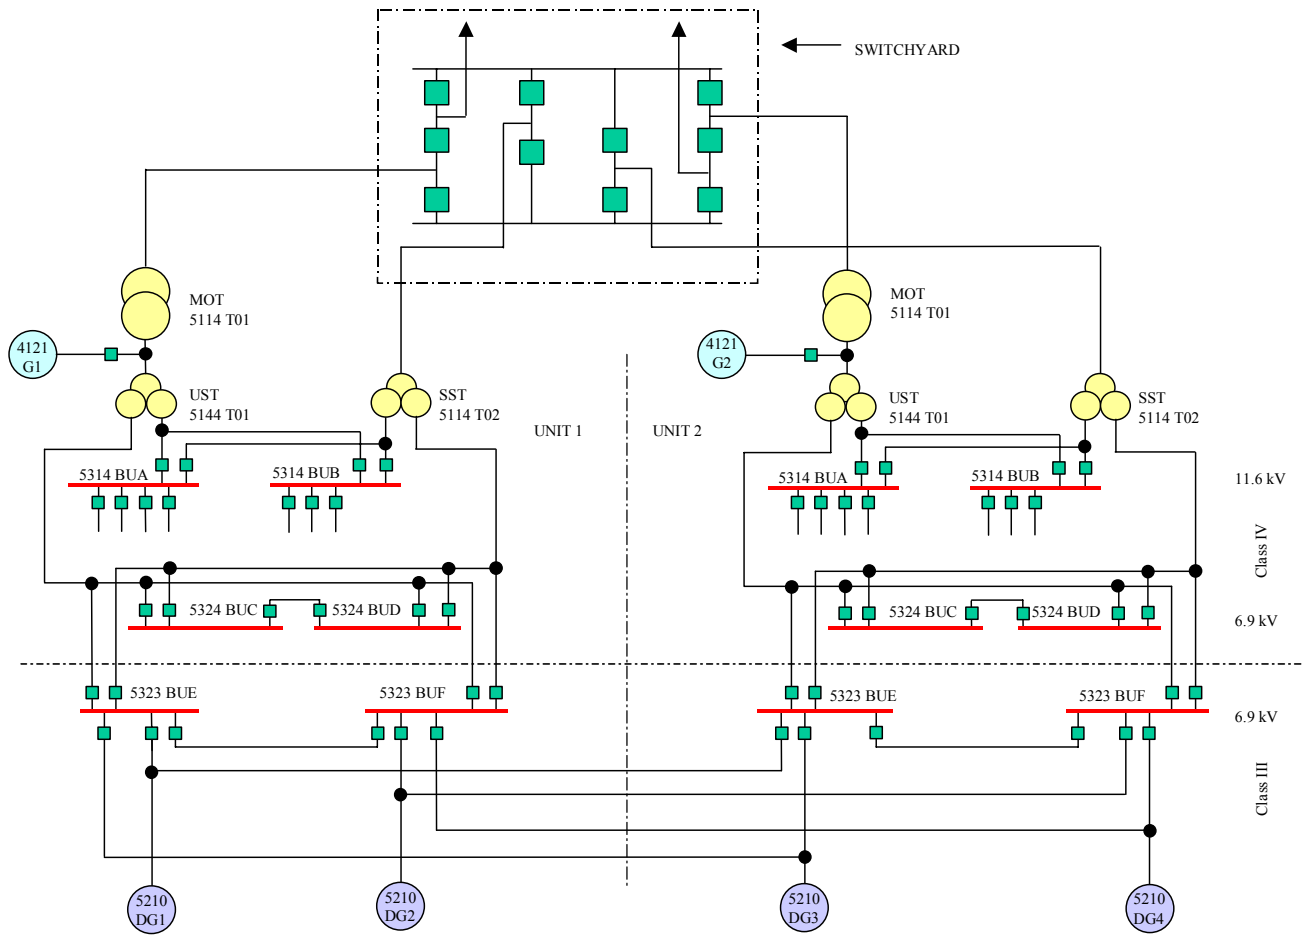 SWITCHYARD
MOT
5114 T01
MOT
5114 T01
4121
G1
4121
G2
UST
5144 T01
SST
5114 T02
UST
5144 T01
SST
5114 T02
UNIT 1
UNIT 2
5314 BUA
5314 BUB
5314 BUA
5314 BUB
11.6 kV
Class IV
5324 BUC
5324 BUD
5324 BUC
5324 BUD
6.9 kV
5323 BUE
5323 BUF
5323 BUE
5323 BUF
6.9 kV
Class III
5210
DG1
5210
DG2
5210
DG3
5210
DG4